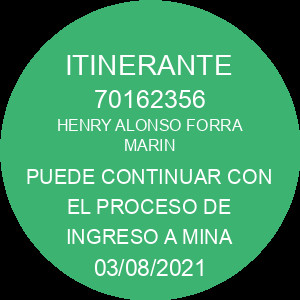 ITINERANTE
70162356
HENRY ALONSO FORRA
MARIN
PUEDE CONTINUAR CON
EL PROCESO DE
INGRESO A MINA
03/08/2021